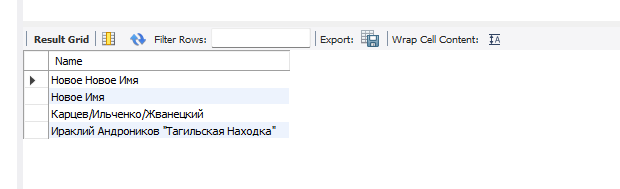 Result Grid Filter Rows: Export: Wrap Cell Content:
Name
Новое Новое Имя
Новое Имя
Карцев/Ильченко/Жванецкий
Ираклий Андроников "Тагильская Находка"